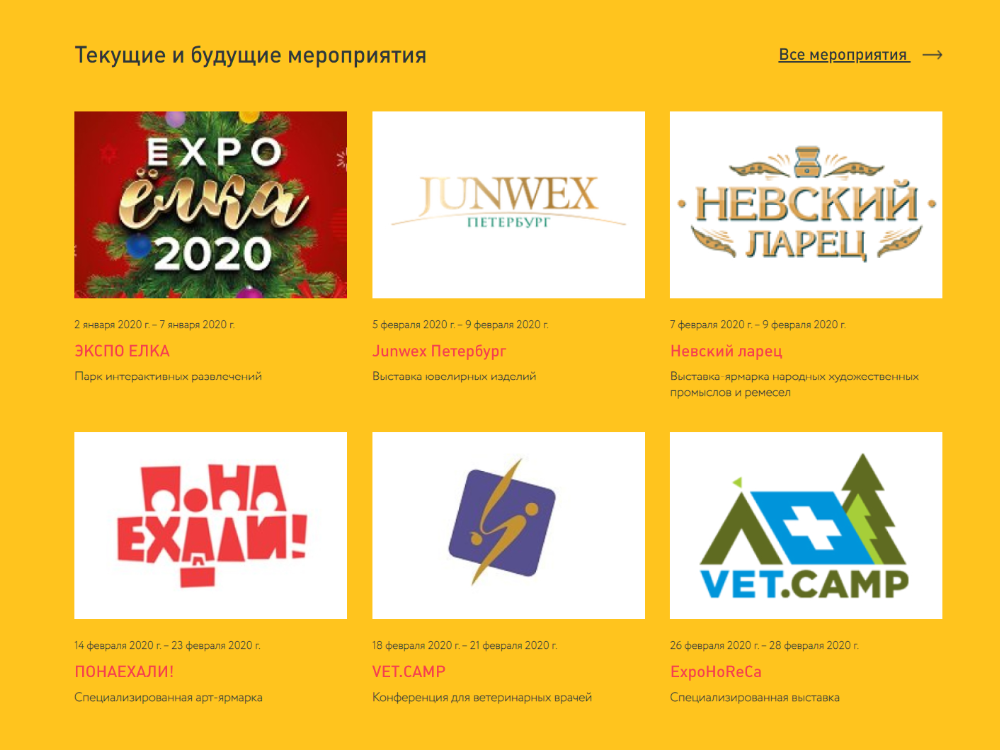 Текущие и будущие мероприятия
Все мероприятия
EXPO
ёлка
2020
JUNWEX
ПЕТЕРБУРГ
НЕВСКИЙ
ЛАРЕЦ
2 января 2020 г. – 7 января 2020 г.
5 февраля 2020 г. – 9 февраля 2020 г.
7 февраля 2020 г. – 9 февраля 2020 г.
ЭКСПО ЕЛКА
Junwex Петербург
Невский ларец
Парк интерактивных развлечений
Выставка ювелирных изделий
Выставка-ярмарка народных художественных
промыслов и ремесел
ПОНА
ЕХАЛИ!
VET.CAMP
14 февраля 2020 г. – 23 февраля 2020 г.
18 февраля 2020 г. – 21 февраля 2020 г.
26 февраля 2020 г. – 28 февраля 2020 г.
ПОНАЕХАЛИ!
VET.CAMP
ExpoHoReCa
Специализированная арт-ярмарка
Конференция для ветеринарных врачей
Специализированная выставка